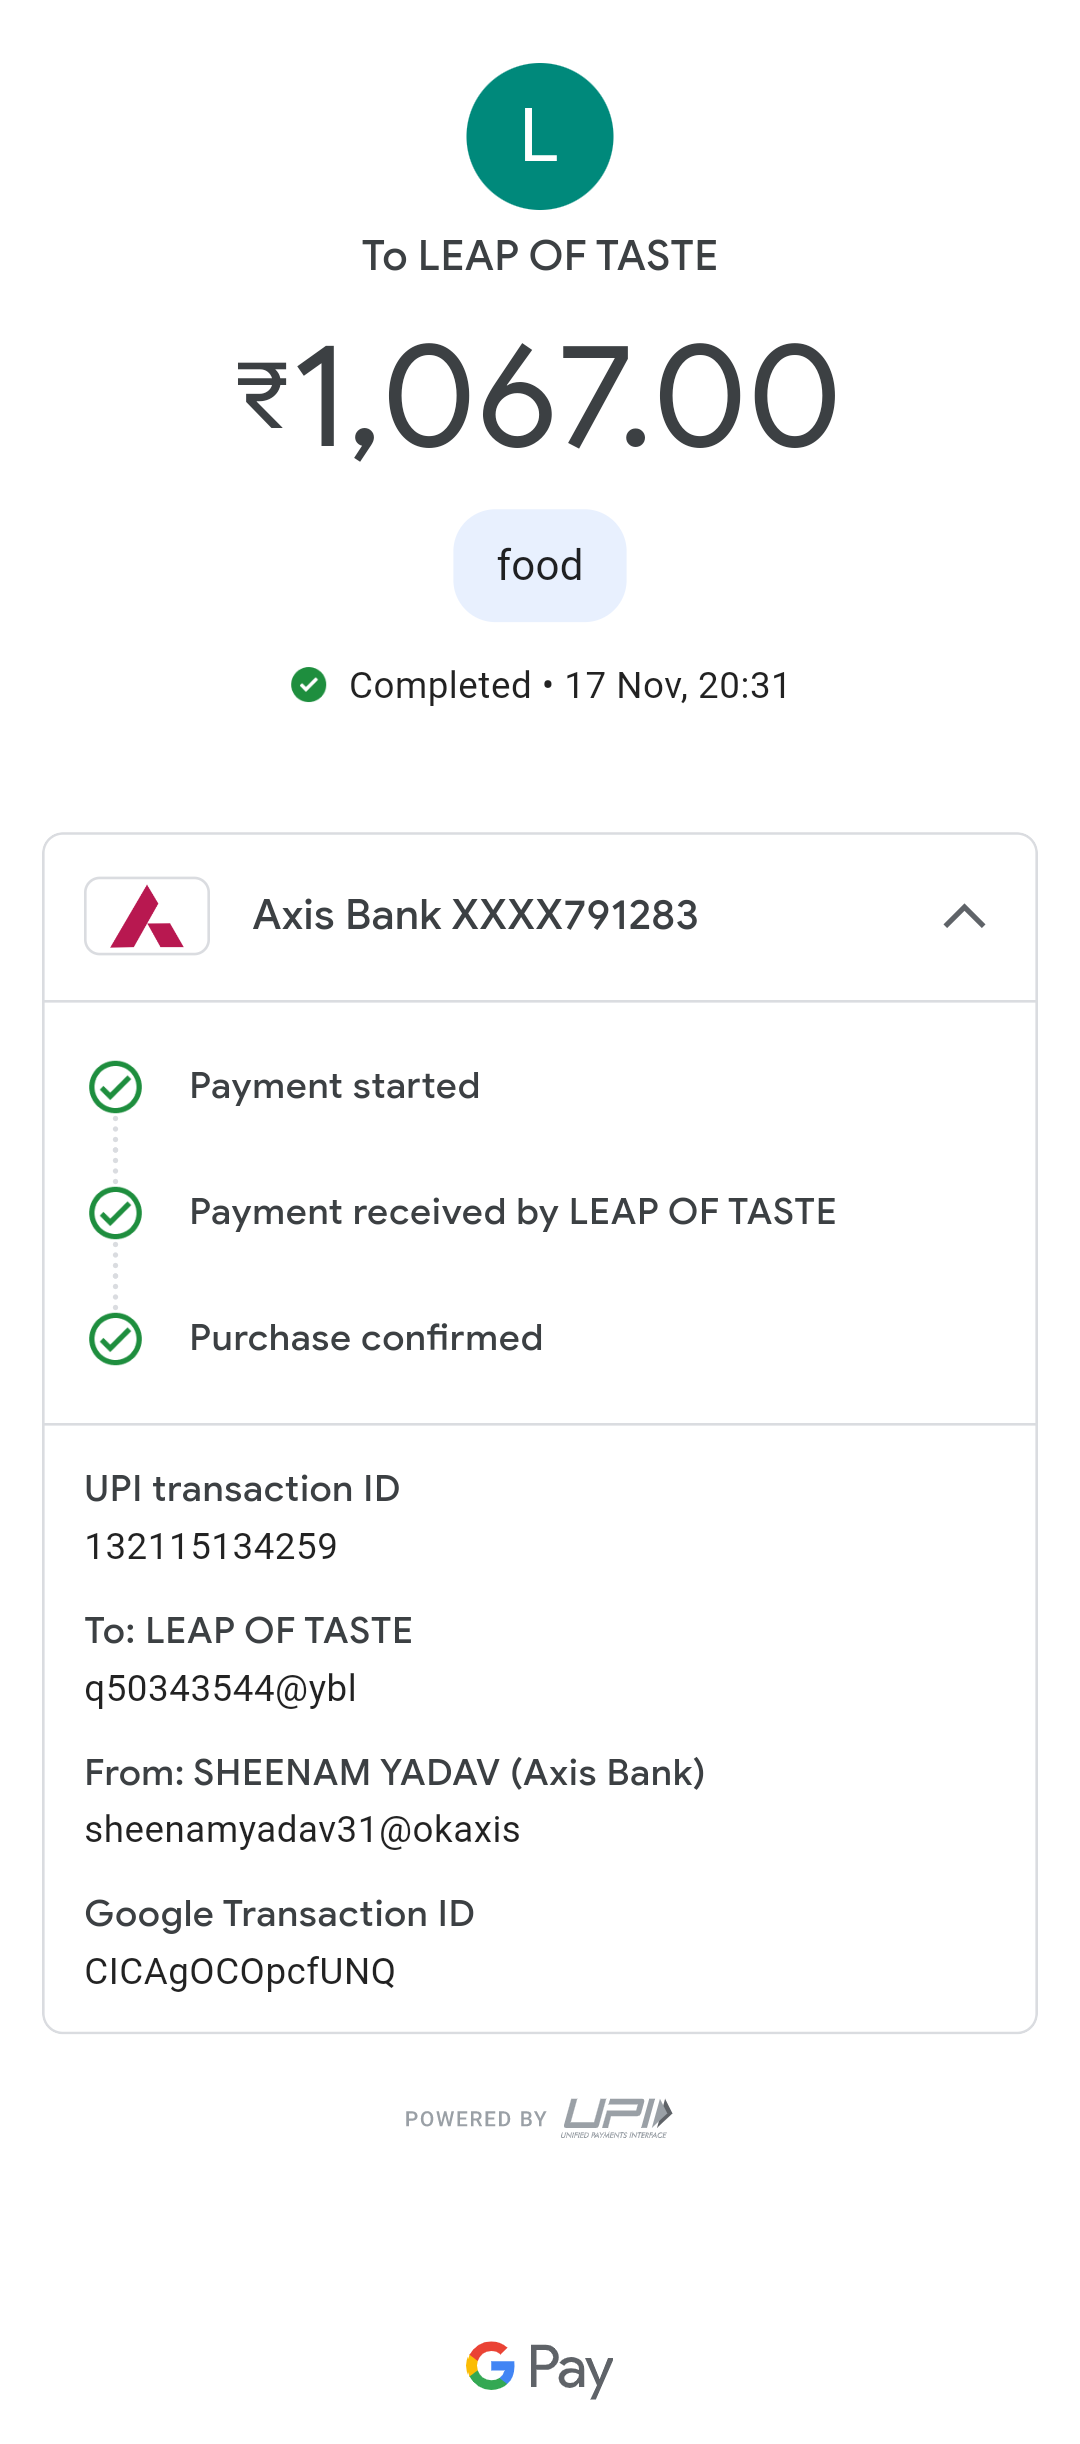 L
To LEAP OF TASTE
₹1,067.00
food
Completed • 17 Nov, 20:31
Axis Bank XXXX791283
Payment started
Payment received by LEAP OF TASTE
Purchase confirmed
UPI transaction ID
132115134259
To: LEAP OF TASTE
q50343544@ybl
From: SHEENAM YADAV (Axis Bank)
sheenamyadav31@okaxis
Google Transaction ID
CICAgOCOpcfUNQ
POWERED BY UPI
UNIFIED PAYMENTS INTERFACE
G Pay